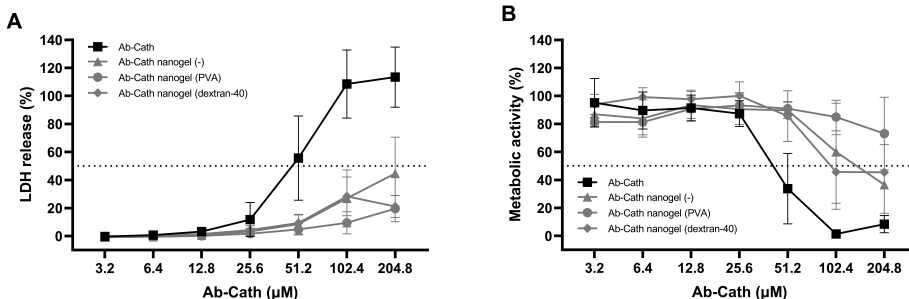 A
140
120
100
80
60
40
20
0
LDH release (%)
Ab-Cath
Ab-Cath nanogel (-)
Ab-Cath nanogel (PVA)
Ab-Cath nanogel (dextran-40)
3.2 6.4 12.8 25.6 51.2 102.4 204.8
Ab-Cath (µM)
B
140
120
100
80
60
40
20
0
Metabolic activity (%)
Ab-Cath
Ab-Cath nanogel (-)
Ab-Cath nanogel (PVA)
Ab-Cath nanogel (dextran-40)
3.2 6.4 12.8 25.6 51.2 102.4 204.8
Ab-Cath (µM)